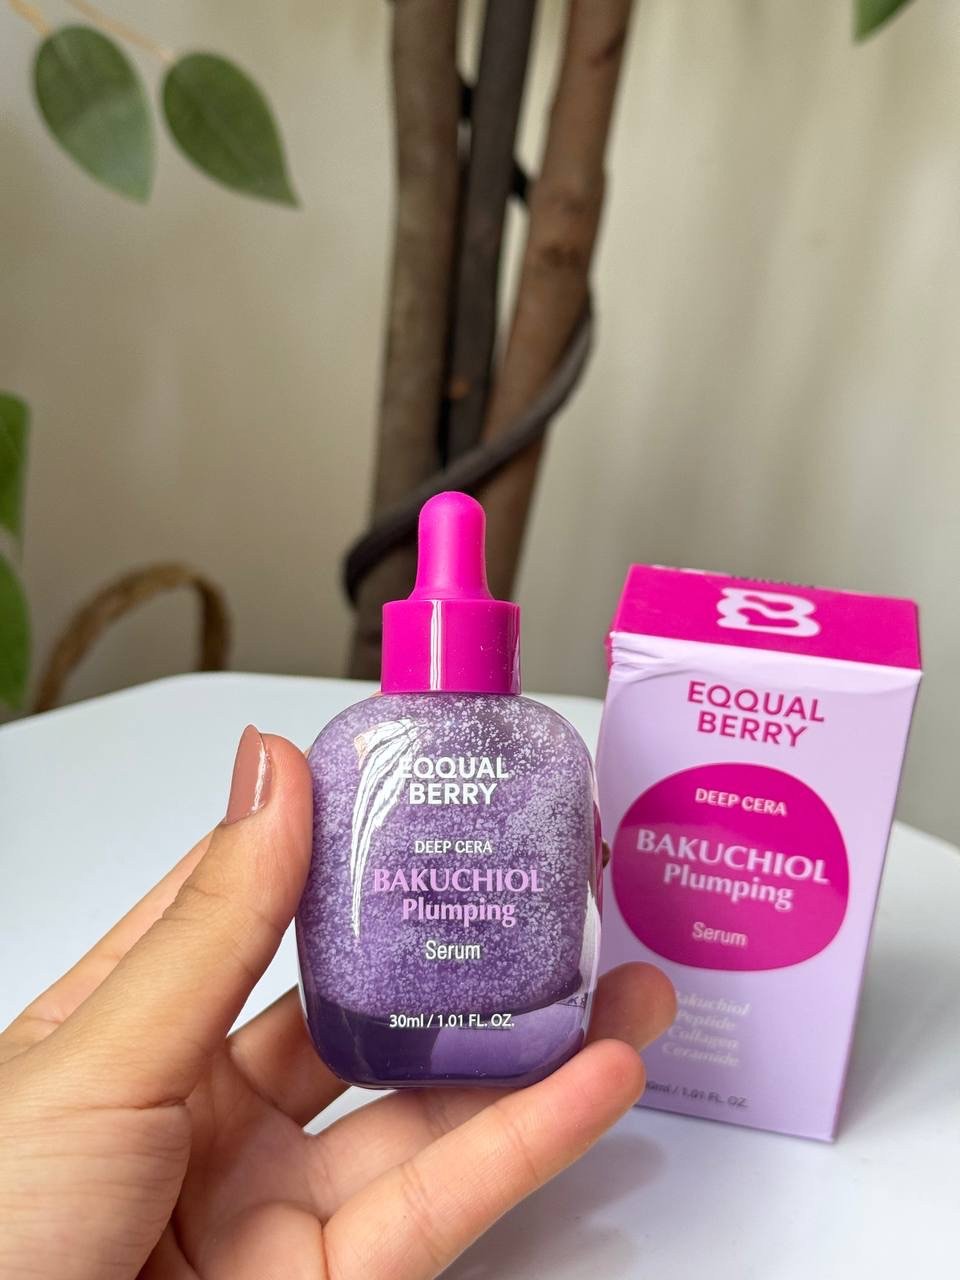 EQQUAL
BERRY
DEEP CERA
BAKUCHIOL
Plumping
Serum
30ml / 1.01 FL. OZ.
EQQUAL
BERRY
DEEP CERA
BAKUCHIOL
Plumping
Serum
Bakuchiol
Peptide
Collagen
Ceramide
/ 1.01 FL. OZ.